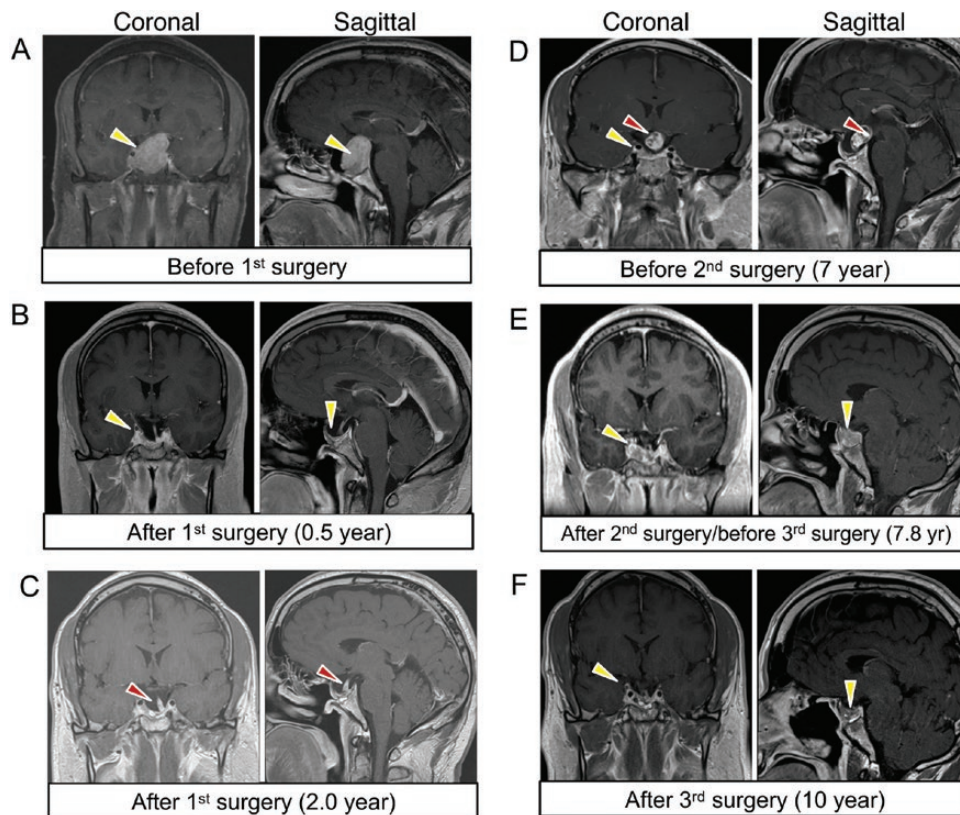 Coronal Sagittal
A
Before 1st surgery
B
After 1st surgery (0.5 year)
C
After 1st surgery (2.0 year)
Coronal Sagittal
D
Before 2nd surgery (7 year)
E
After 2nd surgery/before 3rd surgery (7.8 yr)
F
After 3rd surgery (10 year)